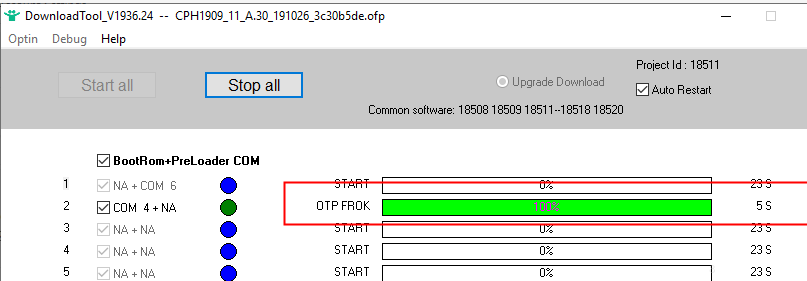 DownloadTool_V1936.24 -- CPH1909_11_A.30_191026_3c30b5de.ofp
Optin Debug Help
Start all Stop all Upgrade Download Project Id : 18511
Auto Restart
Common software: 18508 18509 18511--18518 18520
BootRom+PreLoader COM
1 NA + COM 6 START 0% 23 S
2 COM 4 + NA OTP FROK 100% 5 S
3 NA + NA START 0% 23 S
4 NA + NA START 0% 23 S
5 NA + NA START 0% 23 S